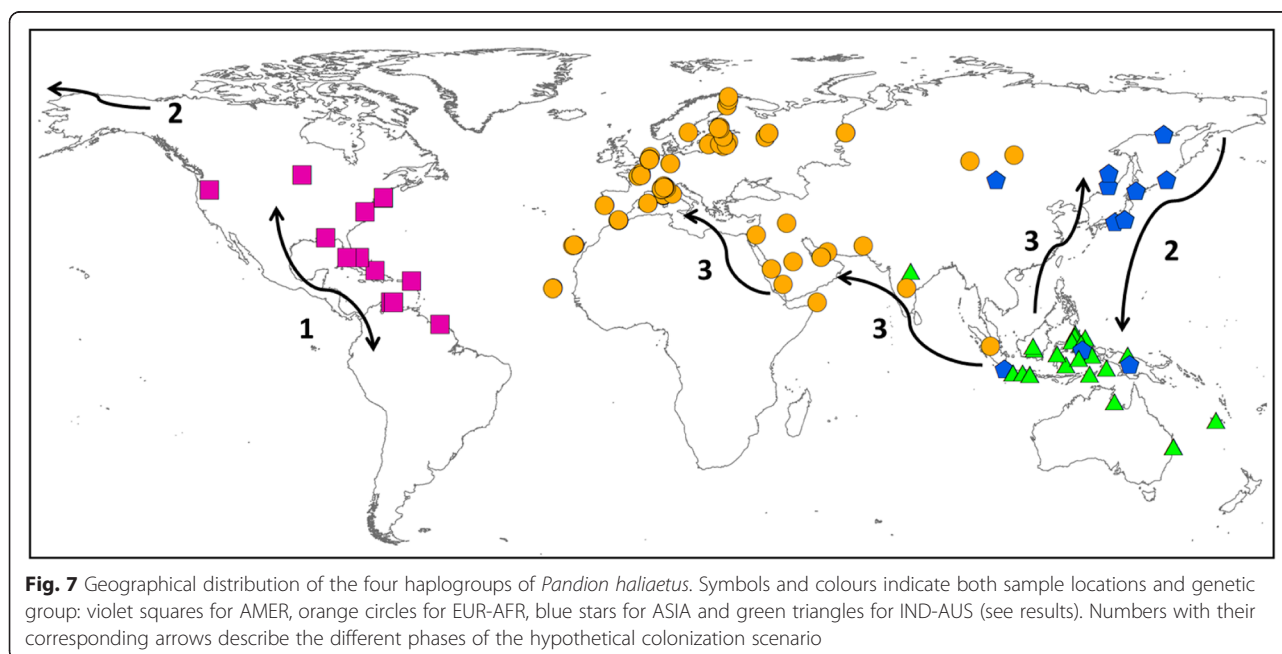 2
1
3
3
3
2
Fig. 7 Geographical distribution of the four haplogroups of Pandion haliaetus. Symbols and colours indicate both sample locations and genetic
group: violet squares for AMER, orange circles for EUR-AFR, blue stars for ASIA and green triangles for IND-AUS (see results). Numbers with their
corresponding arrows describe the different phases of the hypothetical colonization scenario